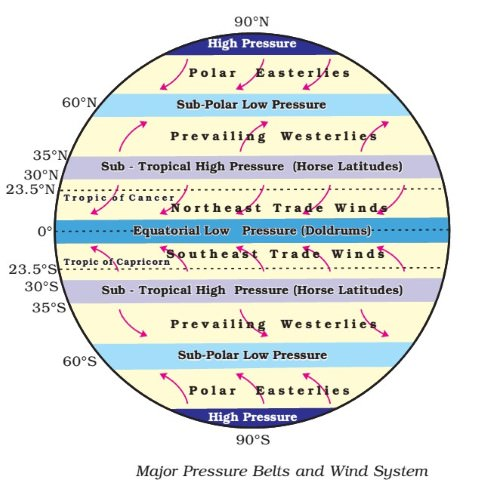 90°N
High Pressure
Polar Easterlies
60°N
Sub-Polar Low Pressure
Prevailing Westerlies
35°N
Sub - Tropical High Pressure (Horse Latitudes)
30°N
23.5°N
Tropic of Cancer
Northeast Trade Winds
0°
Equatorial Low Pressure (Doldrums)
Southeast Trade Winds
Tropic of Capricorn
23.5°S
30°S
Sub - Tropical High Pressure (Horse Latitudes)
35°S
Prevailing Westerlies
60°S
Sub-Polar Low Pressure
Polar Easterlies
High Pressure
90°S
Major Pressure Belts and Wind System